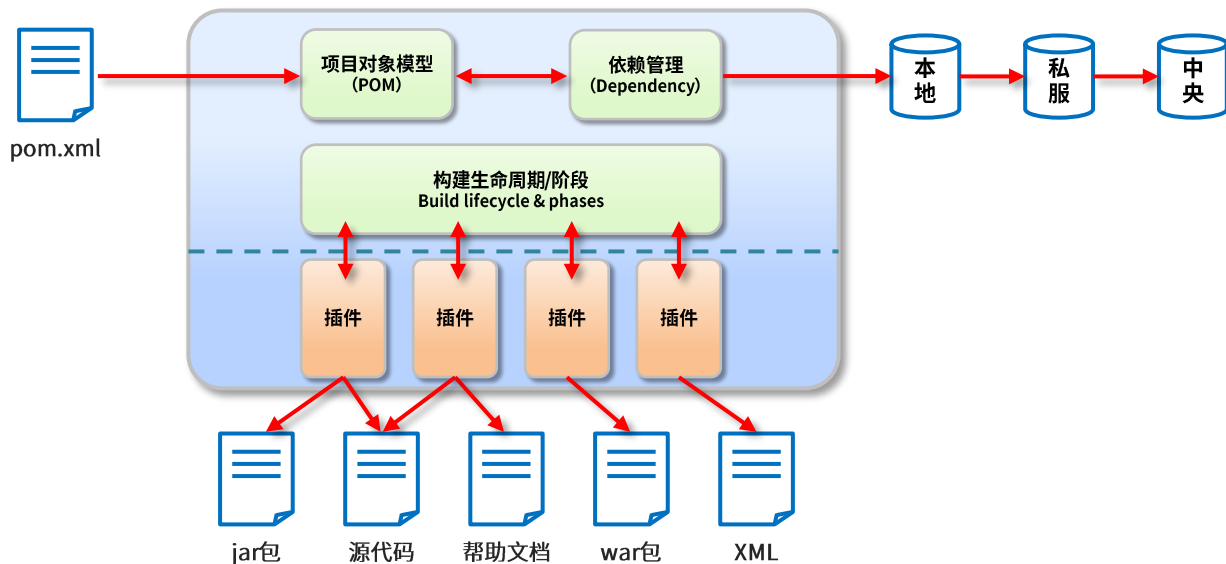 pom.xml
项目对象模型
（POM）
依赖管理
（Dependency）
本
地
私
服
中
央
构建生命周期/阶段
Build lifecycle & phases
插件
插件
插件
插件
jar包
源代码
帮助文档
war包
XML